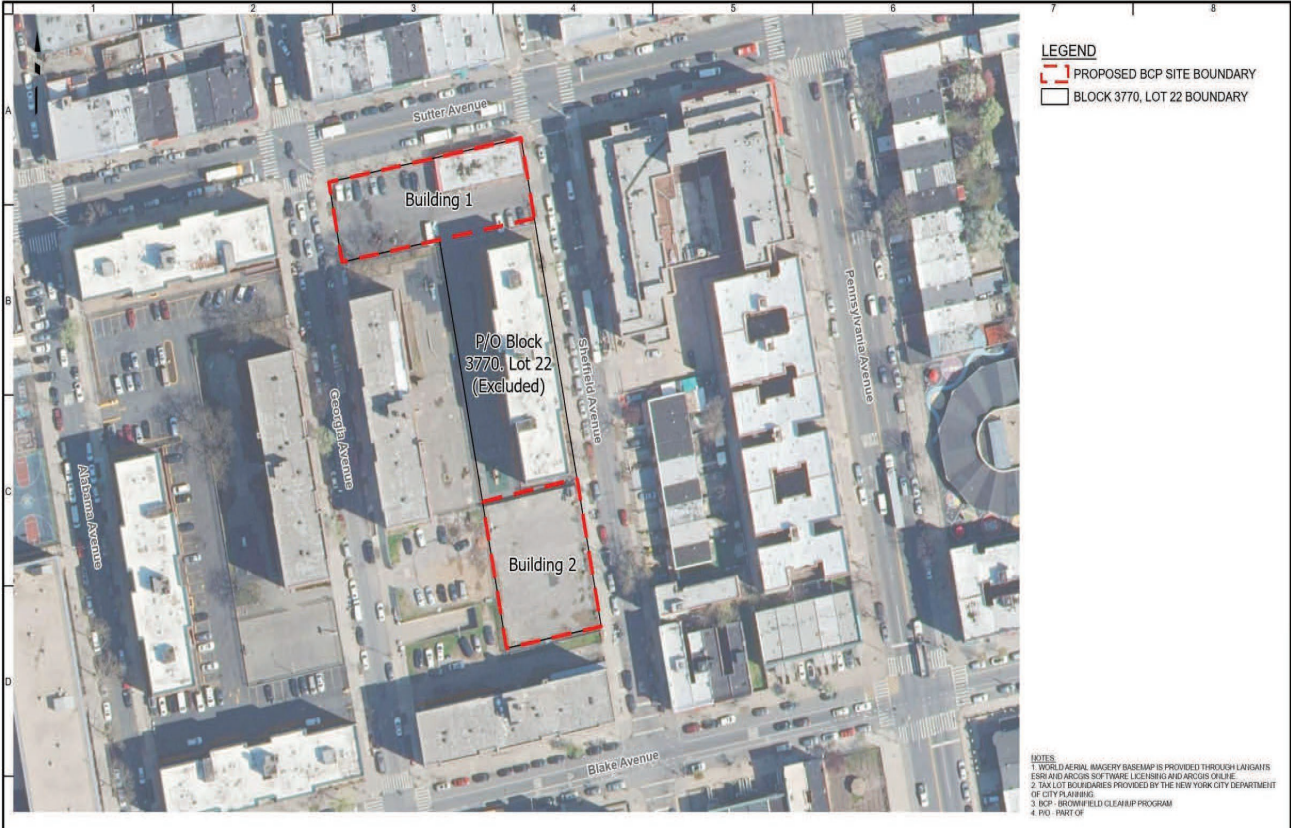 1 2 3 4 5 6 7 8
A
B
C
D
LEGEND
PROPOSED BCP SITE BOUNDARY
BLOCK 3770, LOT 22 BOUNDARY
Sutter Avenue
Building 1
P/O Block
3770. Lot 22
(Excluded)
Sheffield Avenue
Pennsylvania Avenue
Georgia Avenue
Alabama Avenue
Building 2
Blake Avenue
NOTES:
1. WORLD AERIAL IMAGERY BASEMAP IS PROVIDED THROUGH LANGAN'S
ESRI AND ARCGIS SOFTWARE LICENSING AND ARCGIS ONLINE.
2. TAX LOT BOUNDARIES PROVIDED BY THE NEW YORK CITY DEPARTMENT
OF CITY PLANNING.
3. BCP - BROWNFIELD CLEANUP PROGRAM
4. P/O - PART OF